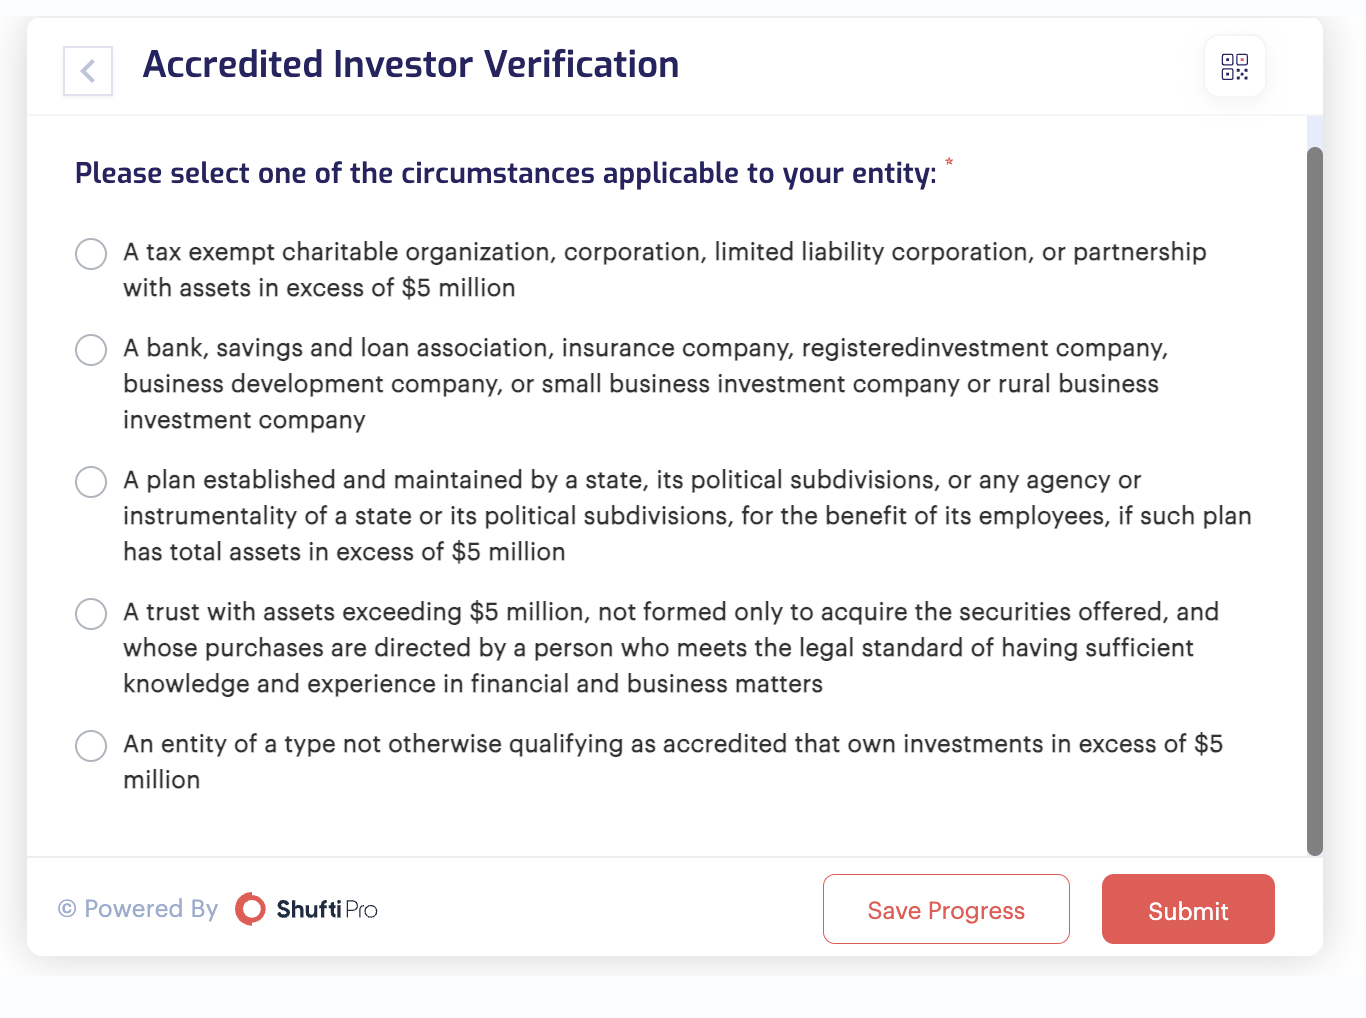 Accredited Investor Verification
Please select one of the circumstances applicable to your entity: *
A tax exempt charitable organization, corporation, limited liability corporation, or partnership
with assets in excess of $5 million
A bank, savings and loan association, insurance company, registeredinvestment company,
business development company, or small business investment company or rural business
investment company
A plan established and maintained by a state, its political subdivisions, or any agency or
instrumentality of a state or its political subdivisions, for the benefit of its employees, if such plan
has total assets in excess of $5 million
A trust with assets exceeding $5 million, not formed only to acquire the securities offered, and
whose purchases are directed by a person who meets the legal standard of having sufficient
knowledge and experience in financial and business matters
An entity of a type not otherwise qualifying as accredited that own investments in excess of $5
million
© Powered By Shufti Pro
Save Progress
Submit